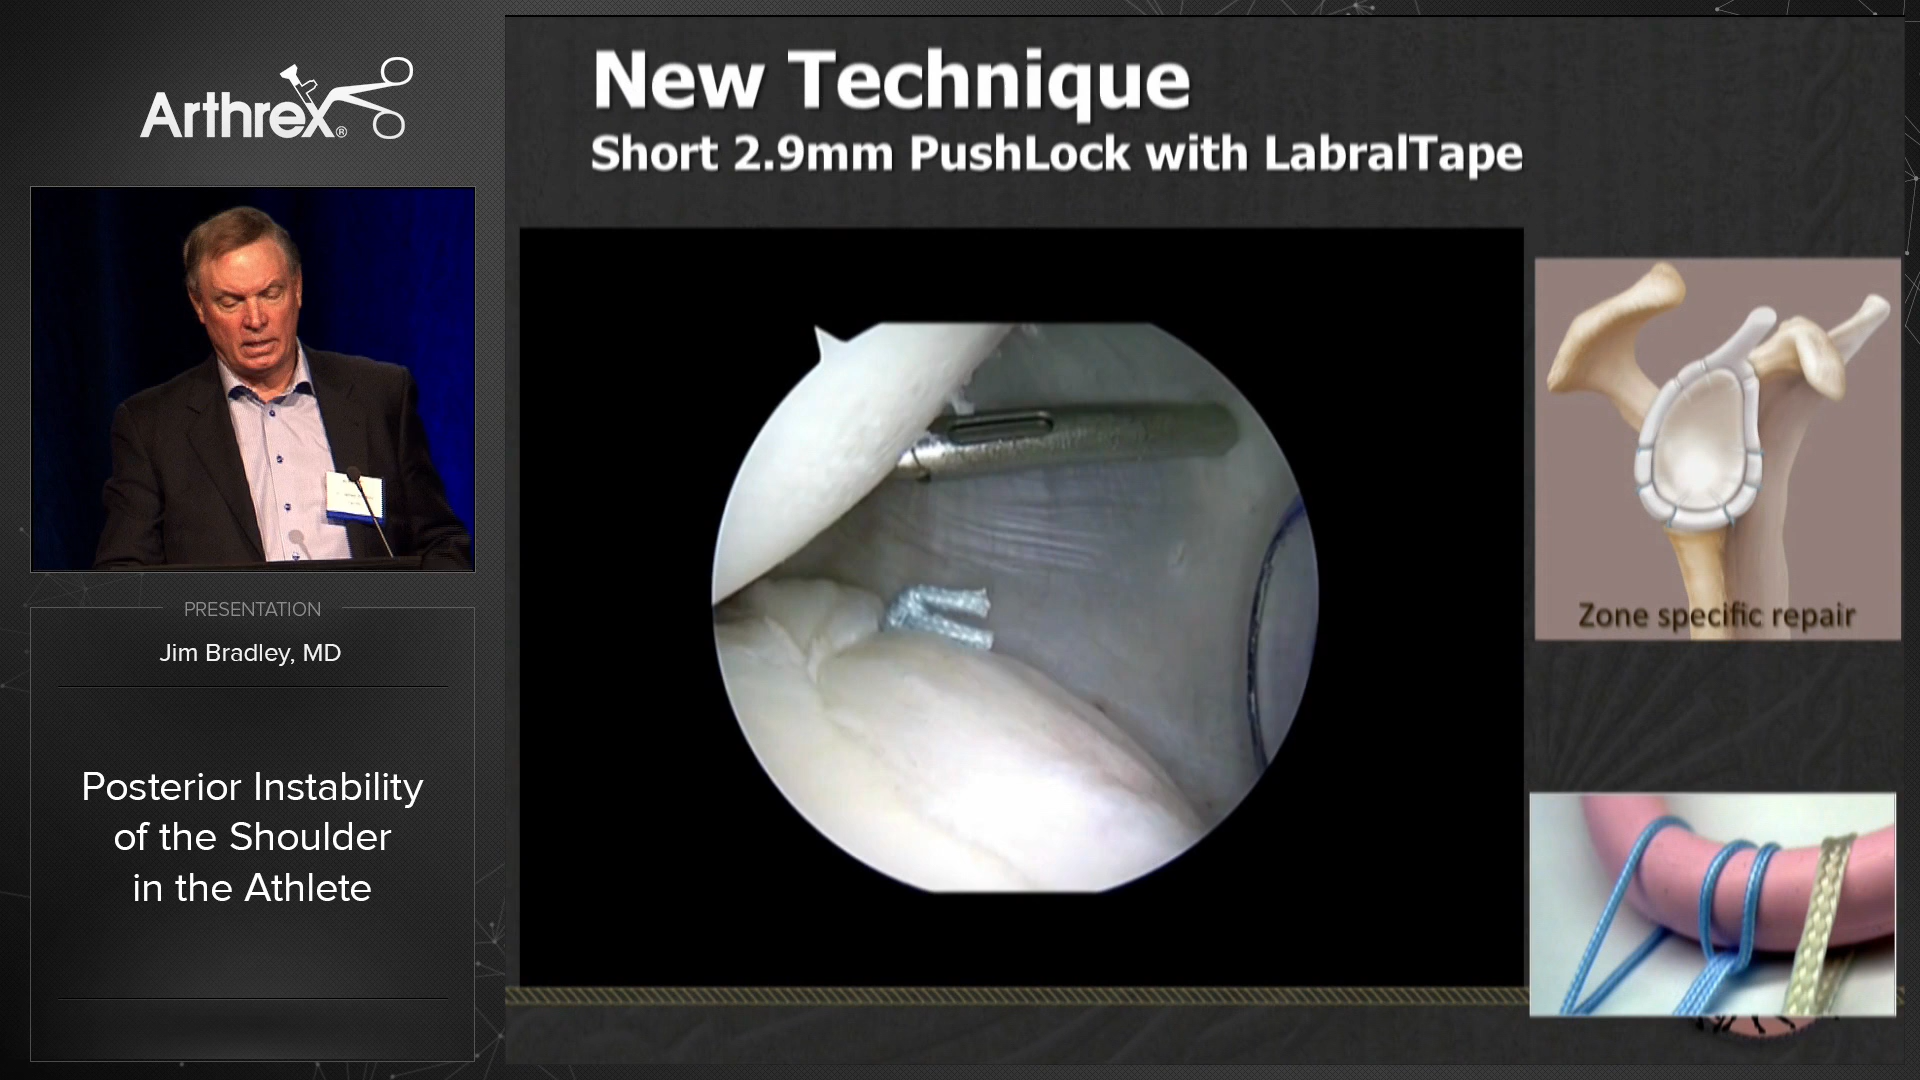 Arthrex®
PRESENTATION
Jim Bradley, MD
Posterior Instability
of the Shoulder
in the Athlete
New Technique
Short 2.9mm PushLock with LabralTape
Zone specific repair